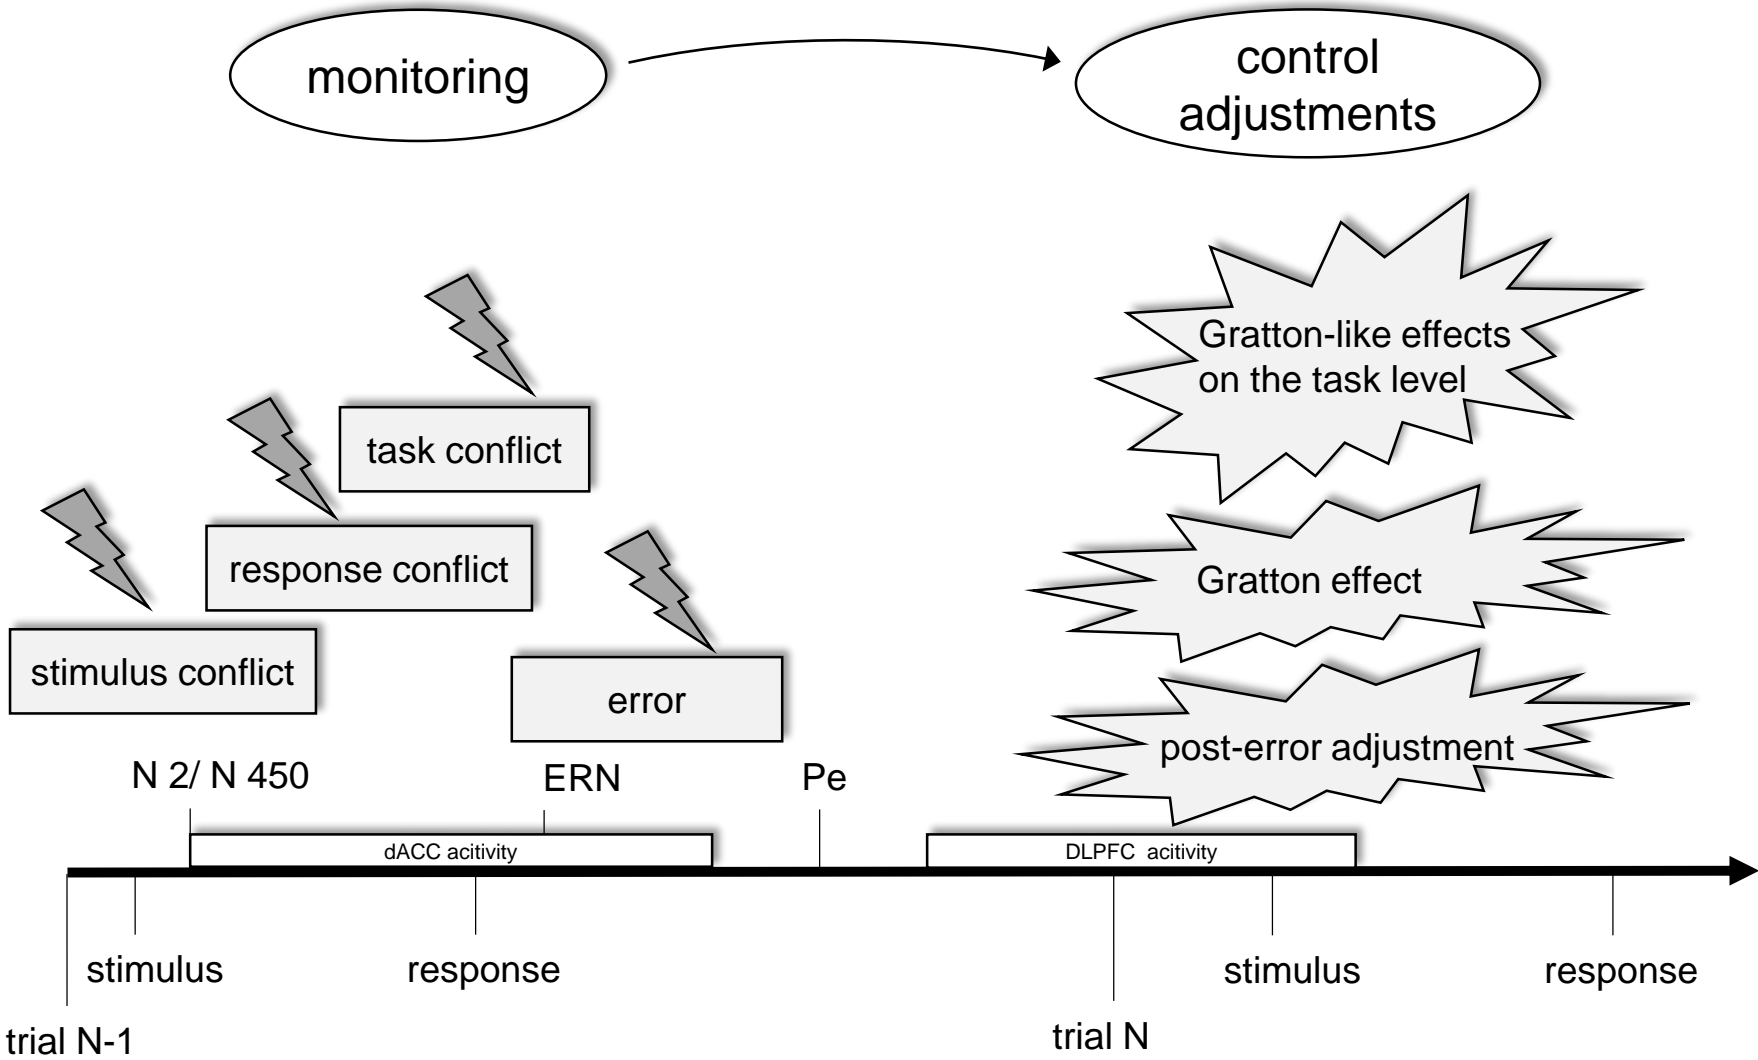 monitoring
control
adjustments
Gratton-like effects
on the task level
task conflict
response conflict
Gratton effect
stimulus conflict
error
post-error adjustment
N 2/ N 450
ERN
Pe
dACC acitivity
DLPFC  acitivity
stimulus
response
stimulus
response
trial N-1
trial N